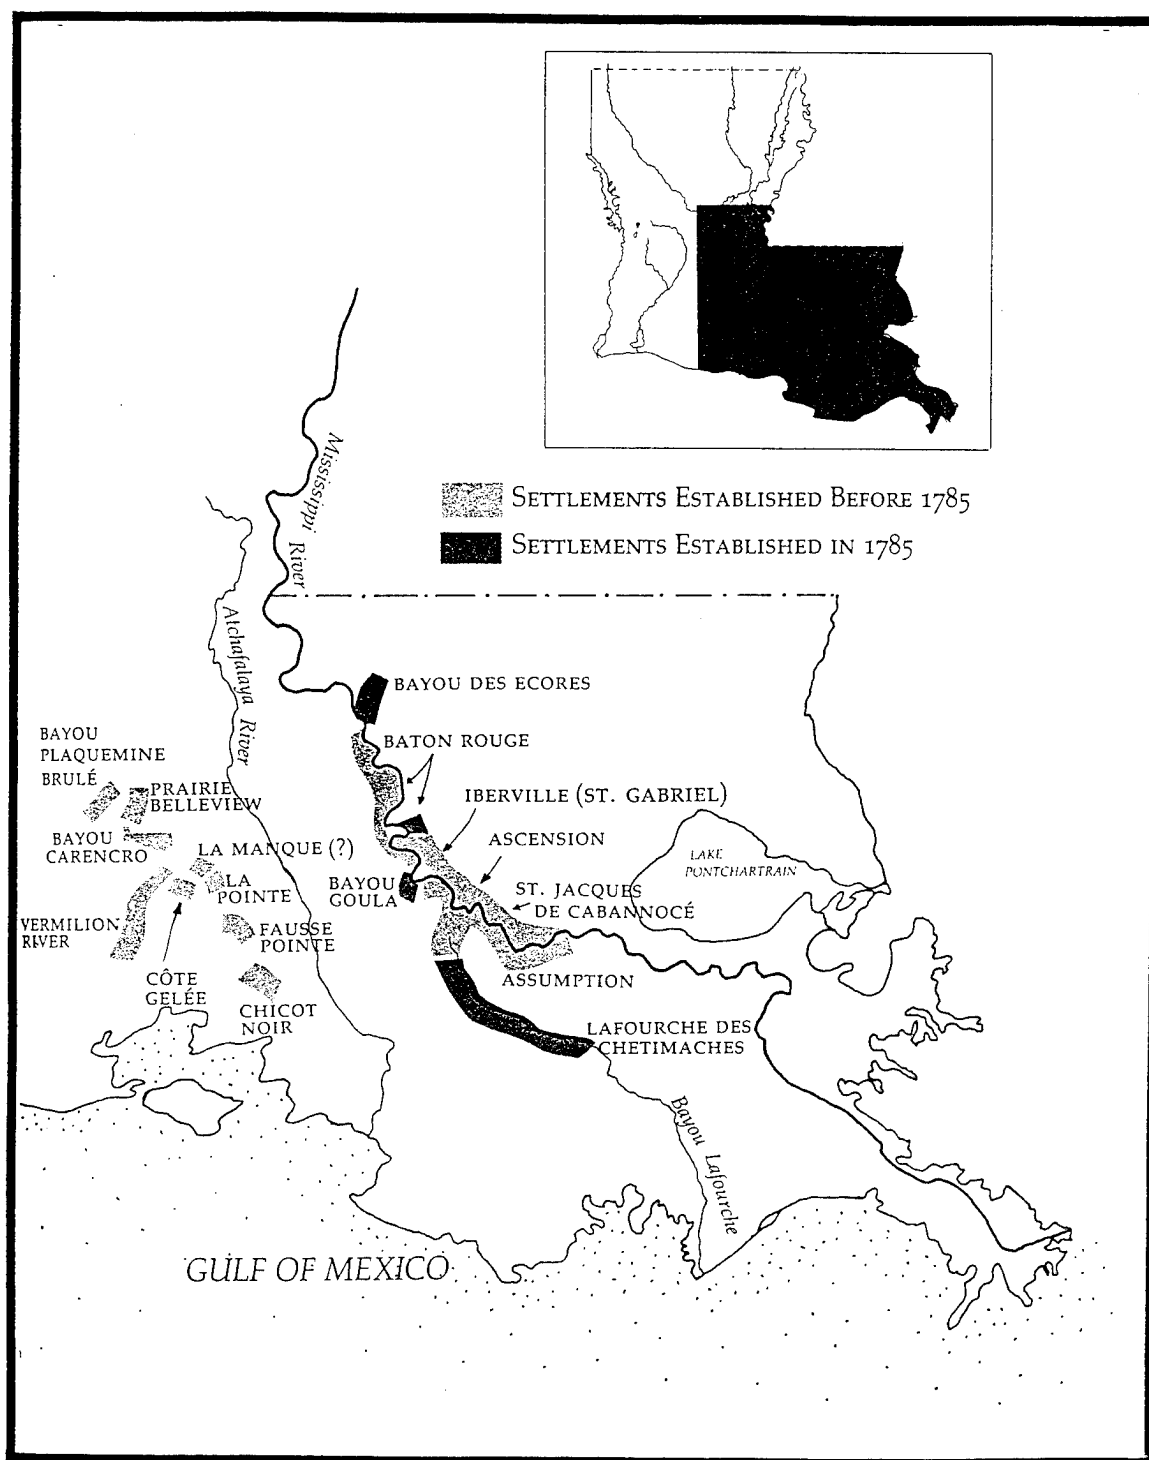 SETTLEMENTS ESTABLISHED BEFORE 1785
SETTLEMENTS ESTABLISHED IN 1785
Mississippi River
Atchafalaya River
BAYOU DES ECORES
BATON ROUGE
IBERVILLE (ST. GABRIEL)
ASCENSION
ST. JACQUES
DE CABANNOCÉ
LAKE
PONTCHARTRAIN
BAYOU
PLAQUEMINE
BRULÉ
PRAIRIE
BELLEVIEW
BAYOU
CARENCRO
LA MANQUE (?)
LA
POINTE
BAYOU
GOULA
VERMILION
RIVER
FAUSSE
POINTE
CÔTE
GELÉE
CHICOT
NOIR
ASSUMPTION
LAFOURCHE DES
CHETIMACHES
Bayou Lafourche
GULF OF MEXICO